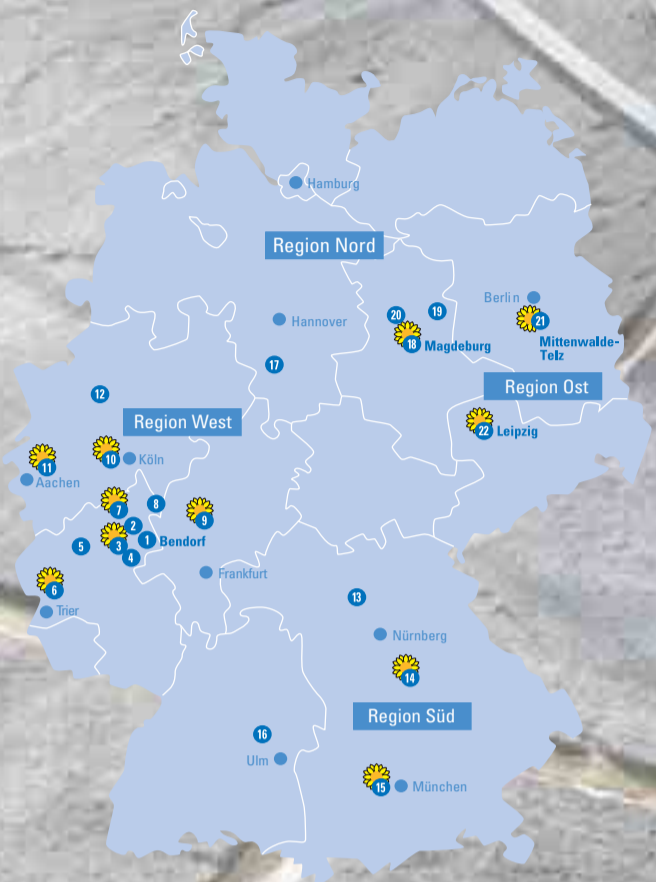 Hamburg
Region Nord
Berlin
Hannover
20
19
21
Mittenwalde-
Telz
18
Magdeburg
17
Region Ost
12
Region West
22
Leipzig
10
Köln
11
Aachen
7
8
9
2
1
Bendorf
3
5
4
Frankfurt
6
Trier
13
Nürnberg
14
Region Süd
16
Ulm
15
München